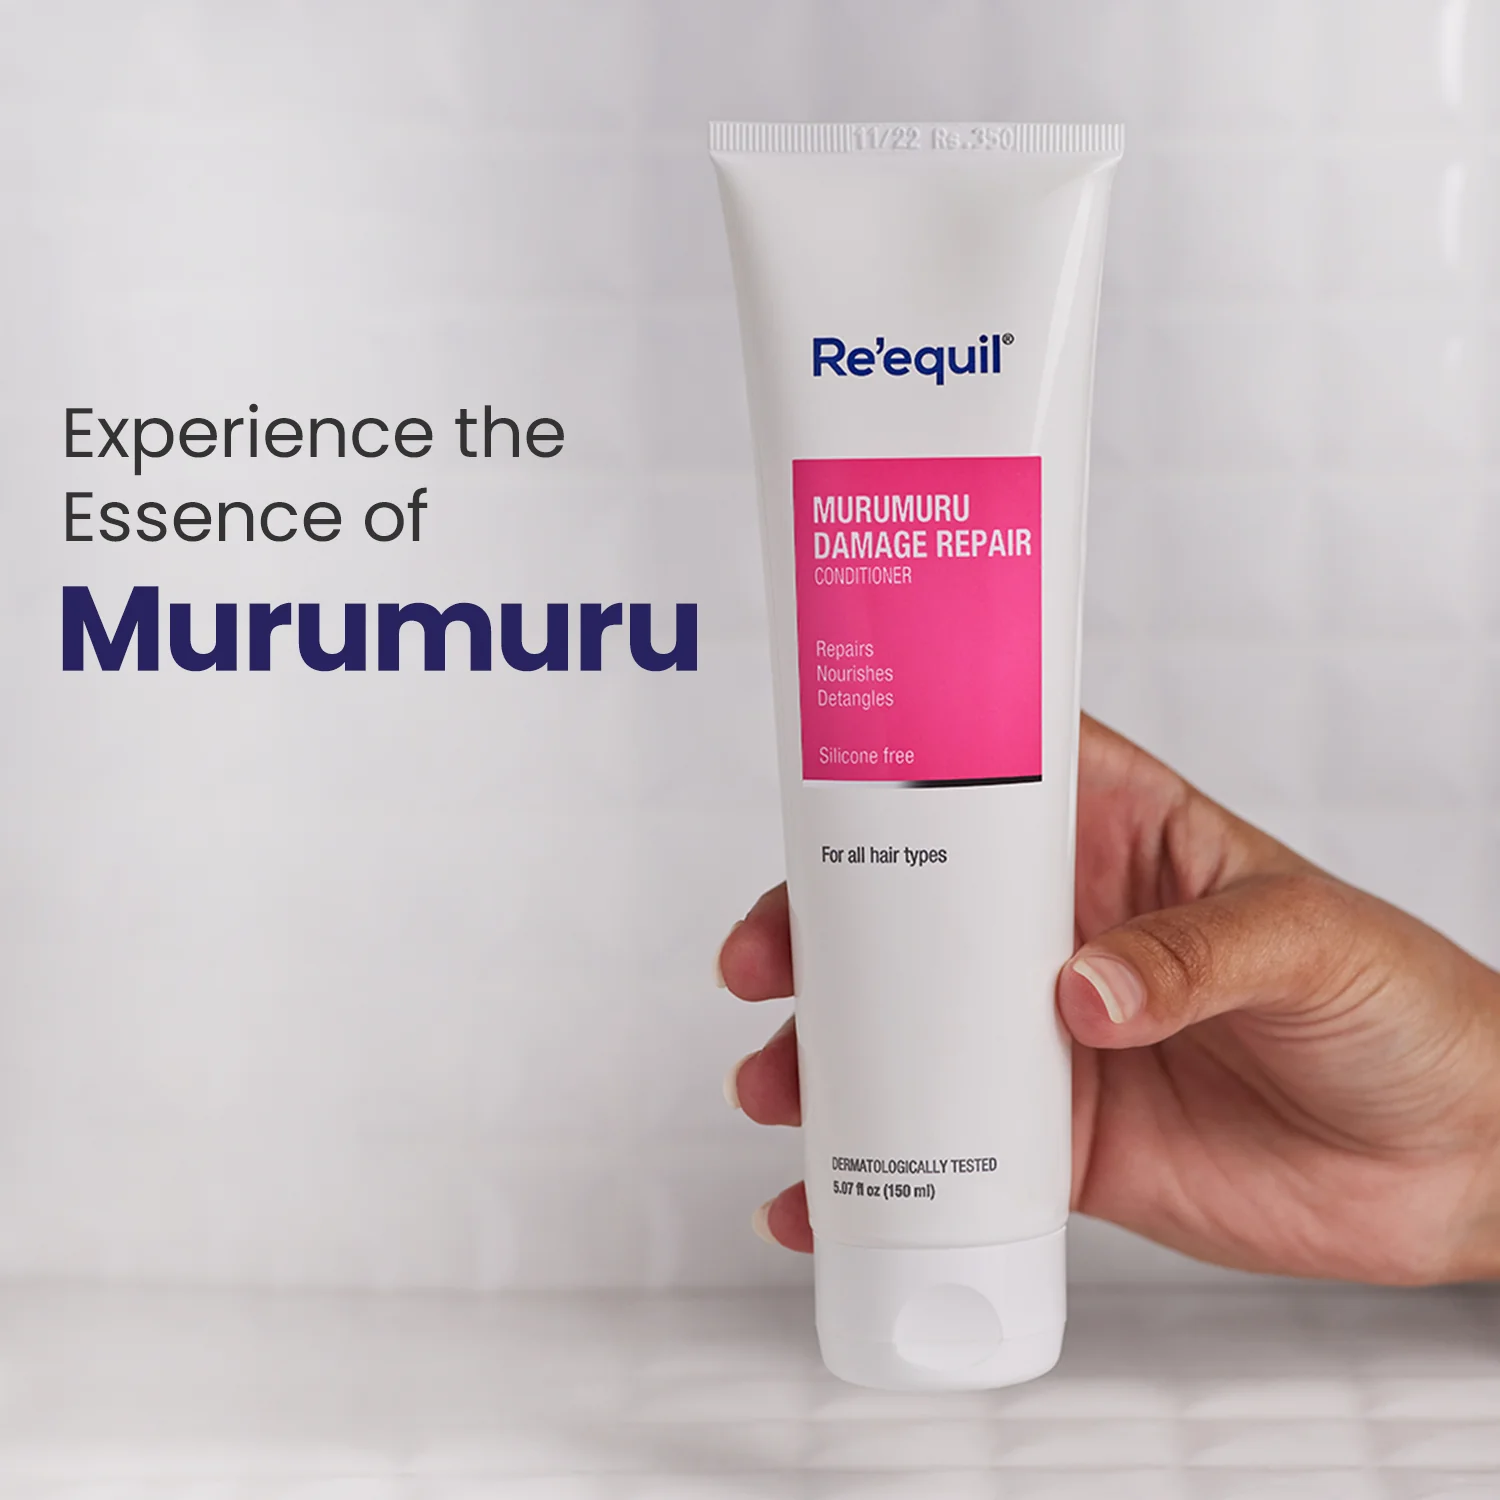 Experience the
Essence of
Murumuru
11/22 Rs.350
Re'equil®
MURUMURU
DAMAGE REPAIR
CONDITIONER
Repairs
Nourishes
Detangles
Silicone free
For all hair types
DERMATOLOGICALLY TESTED
5.07 fl oz (150 ml)